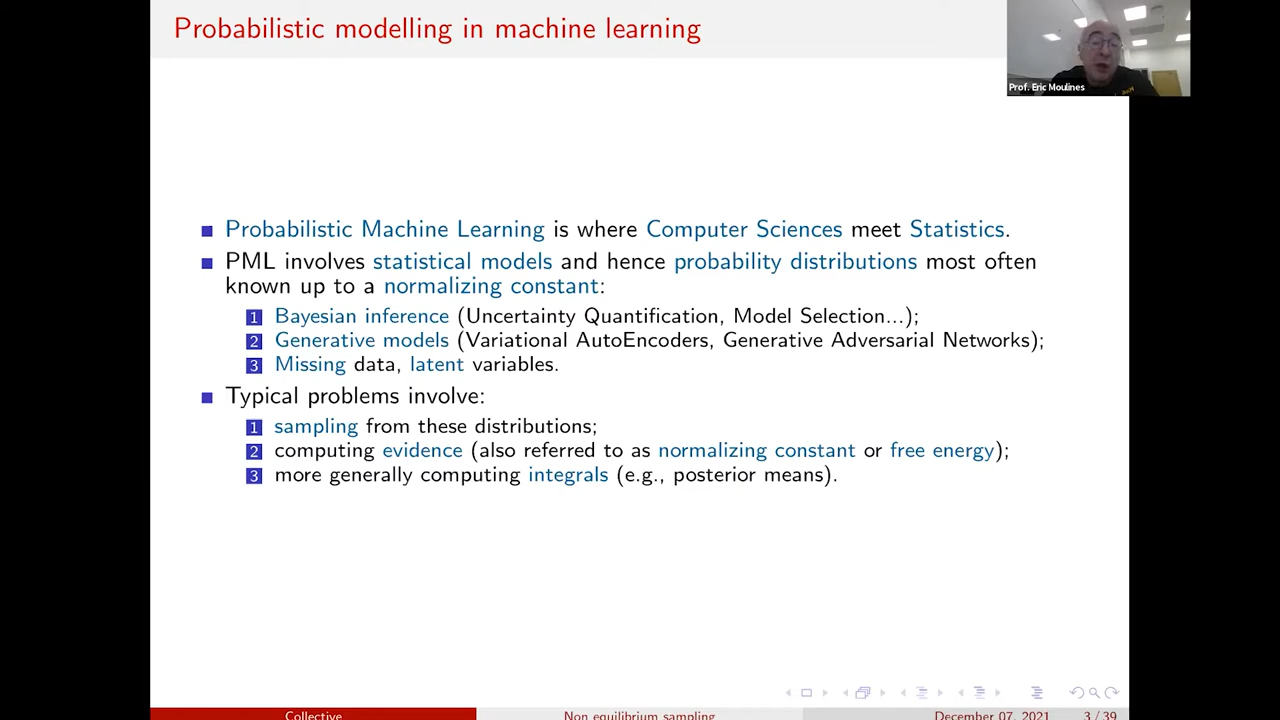 Probabilistic modelling in machine learning
Prof. Eric Moulines
Probabilistic Machine Learning is where Computer Sciences meet Statistics.
PML involves statistical models and hence probability distributions most often
known up to a normalizing constant:
1 Bayesian inference (Uncertainty Quantification, Model Selection...);
2 Generative models (Variational AutoEncoders, Generative Adversarial Networks);
3 Missing data, latent variables.
Typical problems involve:
1 sampling from these distributions;
2 computing evidence (also referred to as normalizing constant or free energy);
3 more generally computing integrals (e.g., posterior means).
Collective
Non equilibrium sampling
December 07, 2021
3 / 39